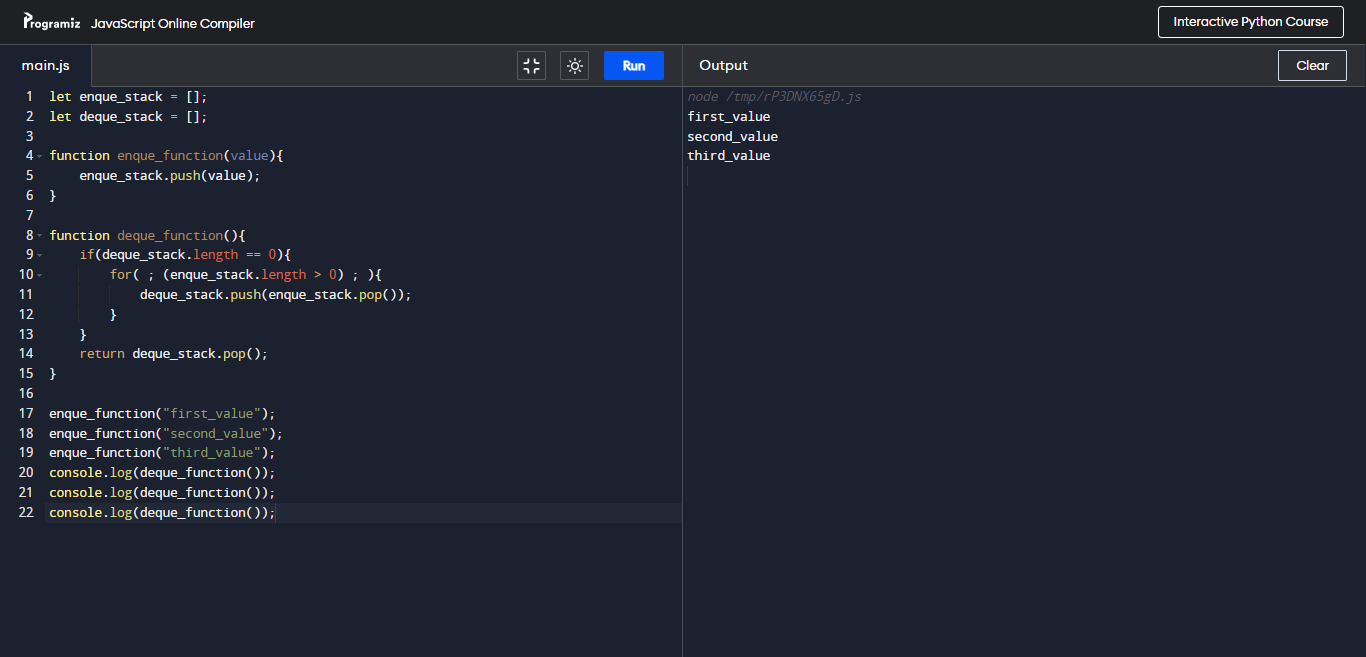 Programiz JavaScript Online Compiler
Interactive Python Course
main.js
Run
Output
Clear
1 let enque_stack = [];
2 let deque_stack = [];
3
4 function enque_function(value){
5     enque_stack.push(value);
6 }
7
8 function deque_function(){
9     if(deque_stack.length == 0){
10         for( ; (enque_stack.length > 0) ; ){
11             deque_stack.push(enque_stack.pop());
12         }
13     }
14     return deque_stack.pop();
15 }
16
17 enque_function("first_value");
18 enque_function("second_value");
19 enque_function("third_value");
20 console.log(deque_function());
21 console.log(deque_function());
22 console.log(deque_function());
node /tmp/rP3DNX65gD.js
first_value
second_value
third_value